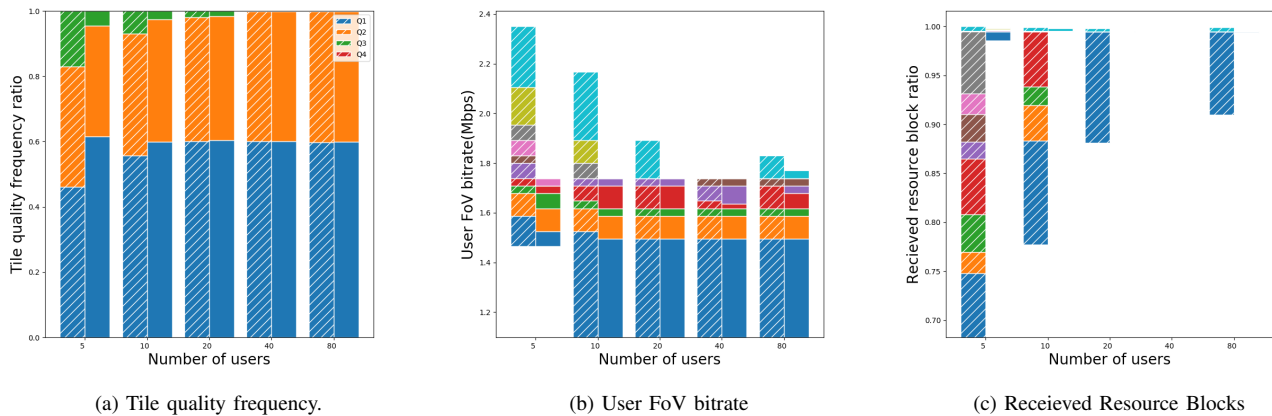 Tile quality frequency ratio
1.0
0.8
0.6
0.4
0.2
0.0
Q1
Q2
Q3
Q4
5 10 20 40 80
Number of users
(a) Tile quality frequency.
User FoV bitrate(Mbps)
2.4
2.2
2.0
1.8
1.6
1.4
1.2
5 10 20 40 80
Number of users
(b) User FoV bitrate
Recieved resource block ratio
1.00
0.95
0.90
0.85
0.80
0.75
0.70
5 10 20 40 80
Number of users
(c) Receieved Resource Blocks